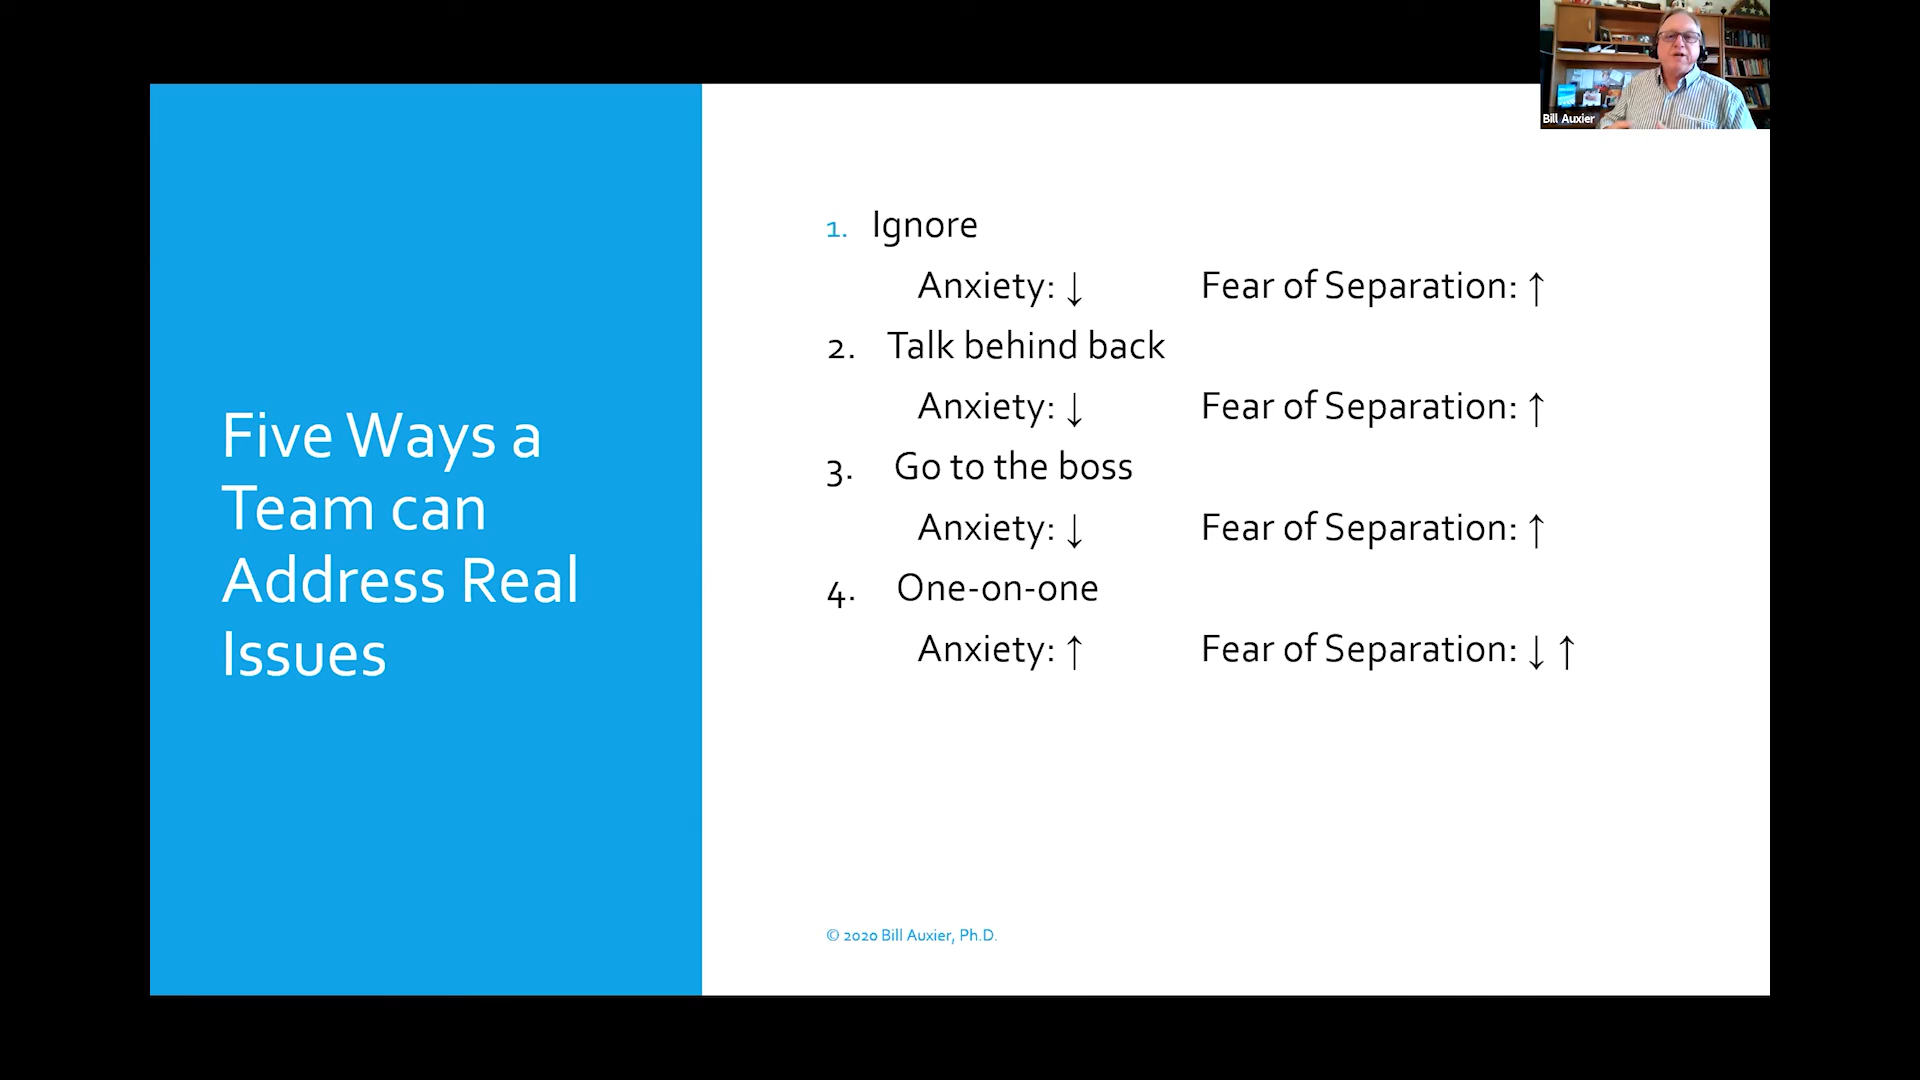 Bill Auxier
Five Ways a
Team can
Address Real
Issues
1. Ignore
Anxiety: ↓ Fear of Separation: ↑
2. Talk behind back
Anxiety: ↓ Fear of Separation: ↑
3. Go to the boss
Anxiety: ↓ Fear of Separation: ↑
4. One-on-one
Anxiety: ↑ Fear of Separation: ↓ ↑
© 2020 Bill Auxier, Ph.D.